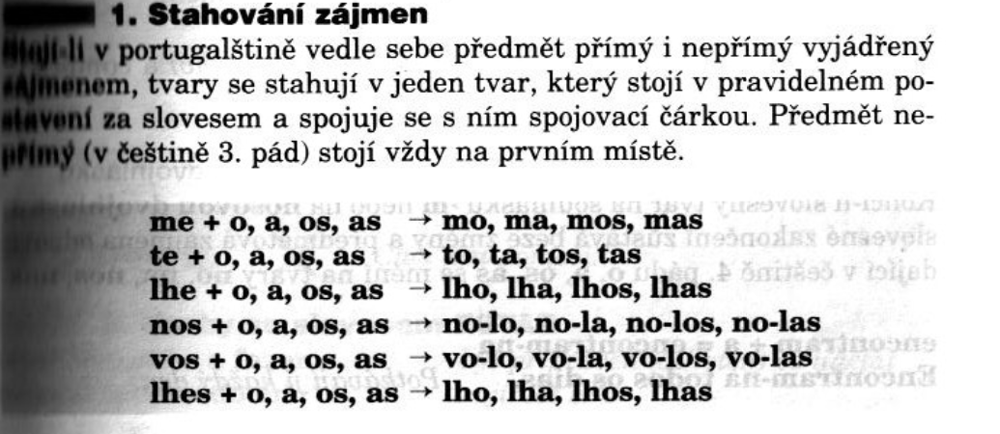 1. Stahování zájmen
Stojí-li v portugalštině vedle sebe předmět přímý i nepřímý vyjádřený
zájmenem, tvary se stahují v jeden tvar, který stojí v pravidelném po-
stavení za slovesem a spojuje se s ním spojovací čárkou. Předmět ne-
přímý (v češtině 3. pád) stojí vždy na prvním místě.
me + o, a, os, as → mo, ma, mos, mas
te + o, a, os, as → to, ta, tos, tas
lhe + o, a, os, as → lho, lha, lhos, lhas
nos + o, a, os, as → no-lo, no-la, no-los, no-las
vos + o, a, os, as → vo-lo, vo-la, vo-los, vo-las
lhes + o, a, os, as → lho, lha, lhos, lhas